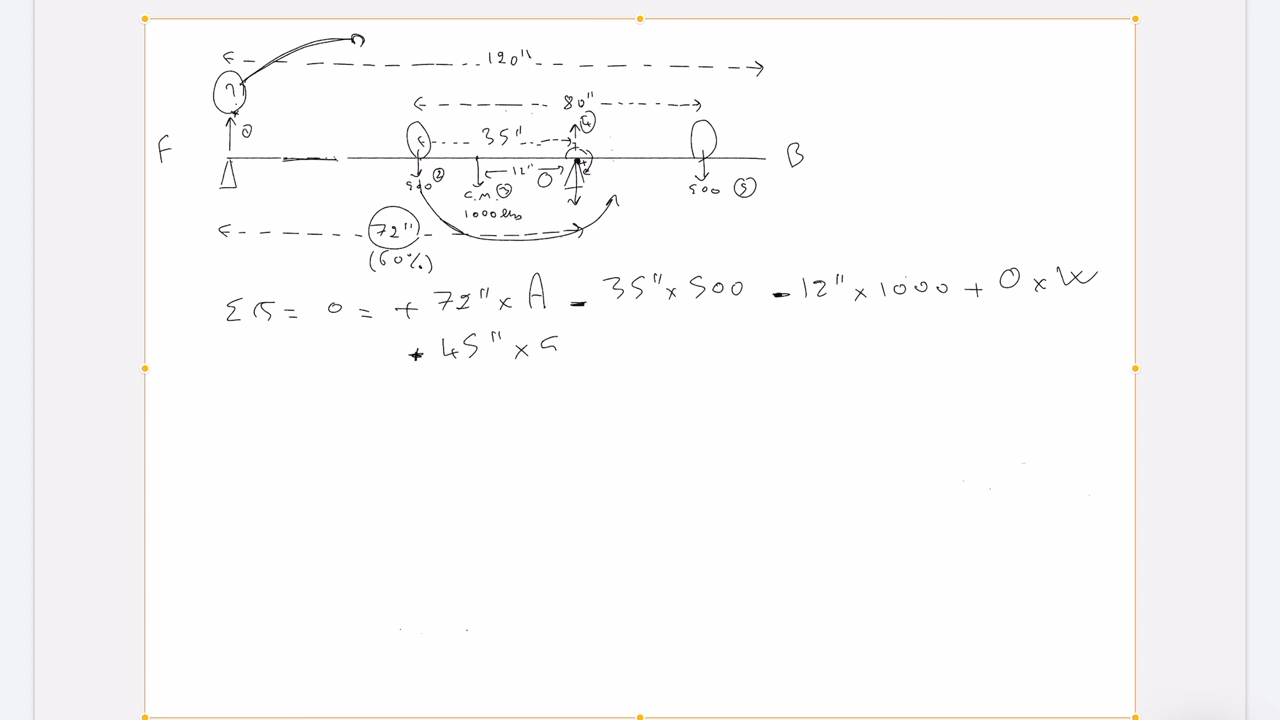 120"
?
80"
①
④
F
35"
B
12"
500 ②
C.M. ③
500 ⑤
1000 lbs
72"
(60%)
Στ = 0 = + 72" × A - 35" × 500 - 12" × 1000 + 0 × W
+ 45" × 5